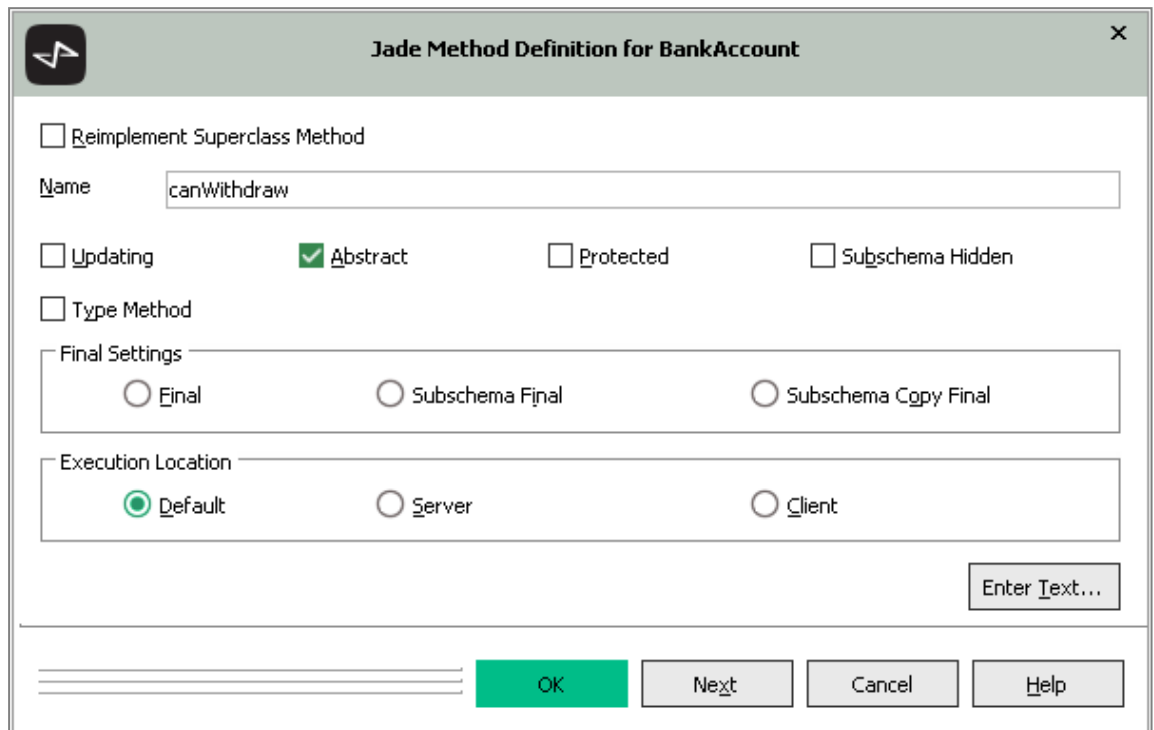 Jade Method Definition for BankAccount
Reimplement Superclass Method
Name canWithdraw
Updating Abstract Protected Subschema Hidden
Type Method
Final Settings
Final Subschema Final Subschema Copy Final
Execution Location
Default Server Client
Enter Text...
OK Next Cancel Help